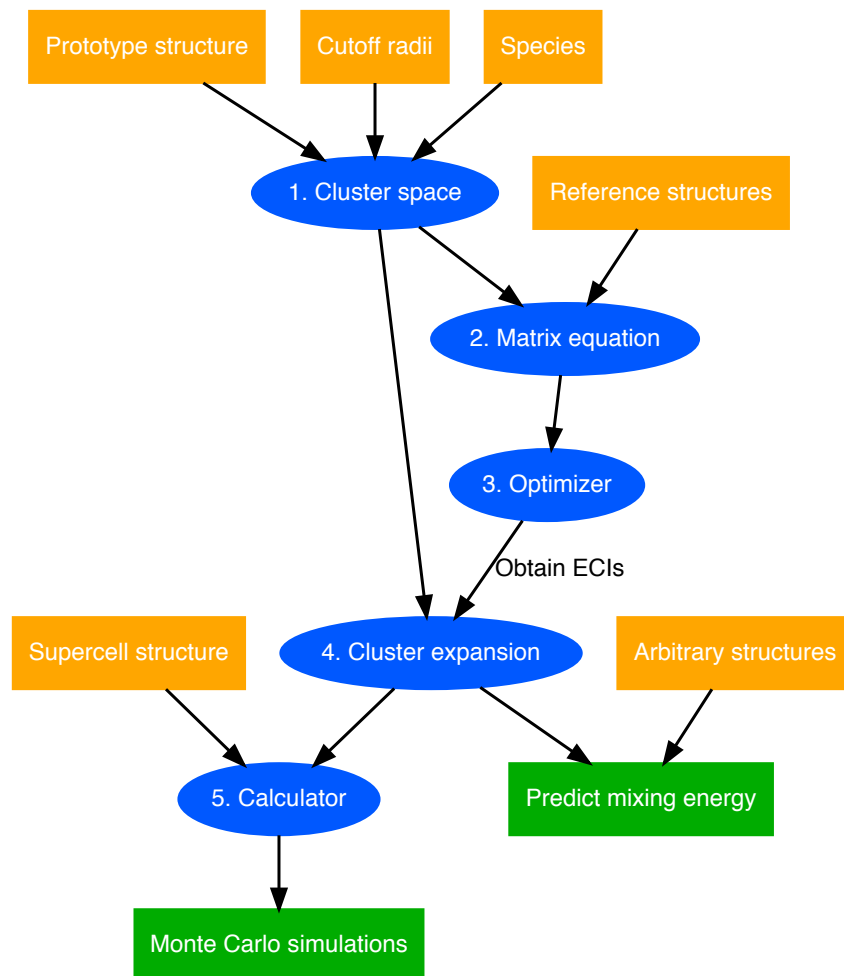 Prototype structure
Cutoff radii
Species
1. Cluster space
Reference structures
2. Matrix equation
3. Optimizer
Obtain ECIs
Supercell structure
4. Cluster expansion
Arbitrary structures
5. Calculator
Predict mixing energy
Monte Carlo simulations